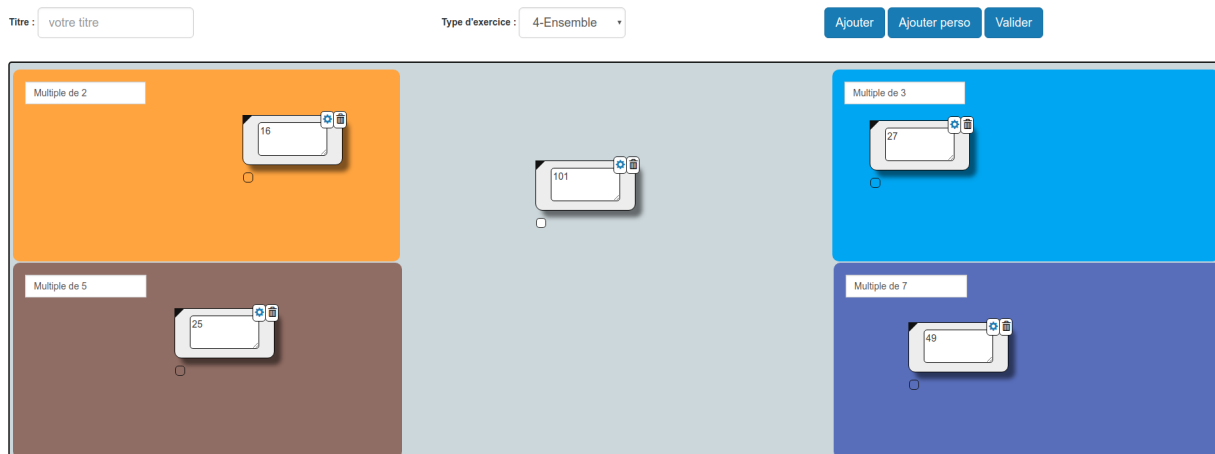 Titre : votre titre Type d'exercice : 4-Ensemble Ajouter Ajouter perso Valider
Multiple de 2
16
101
Multiple de 3
27
Multiple de 5
25
Multiple de 7
49